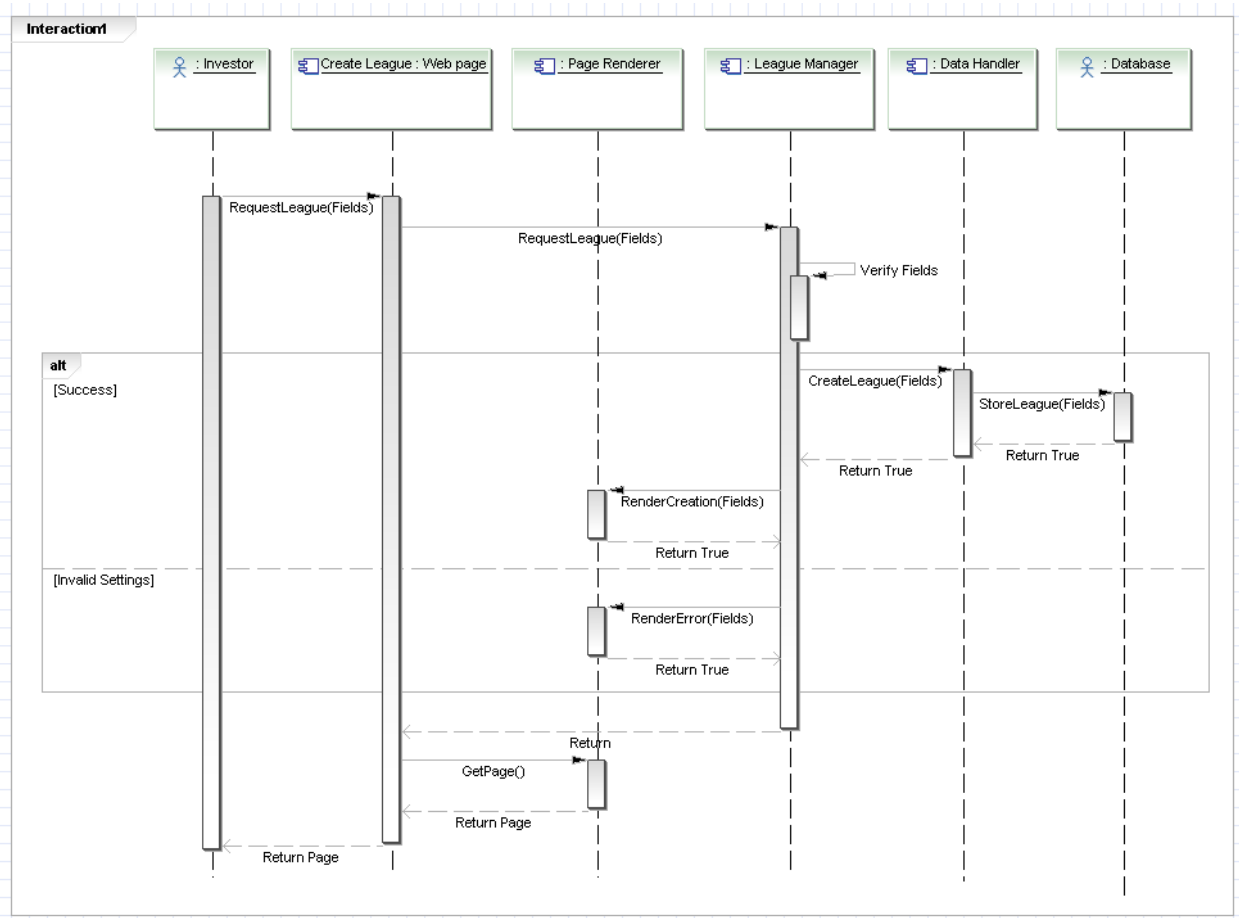 Interaction1
: Investor
Create League : Web page
: Page Renderer
: League Manager
: Data Handler
: Database
RequestLeague(Fields)
RequestLeague(Fields)
Verify Fields
alt
[Success]
CreateLeague(Fields)
StoreLeague(Fields)
Return True
Return True
RenderCreation(Fields)
Return True
[Invalid Settings]
RenderError(Fields)
Return True
Return
GetPage()
Return Page
Return Page